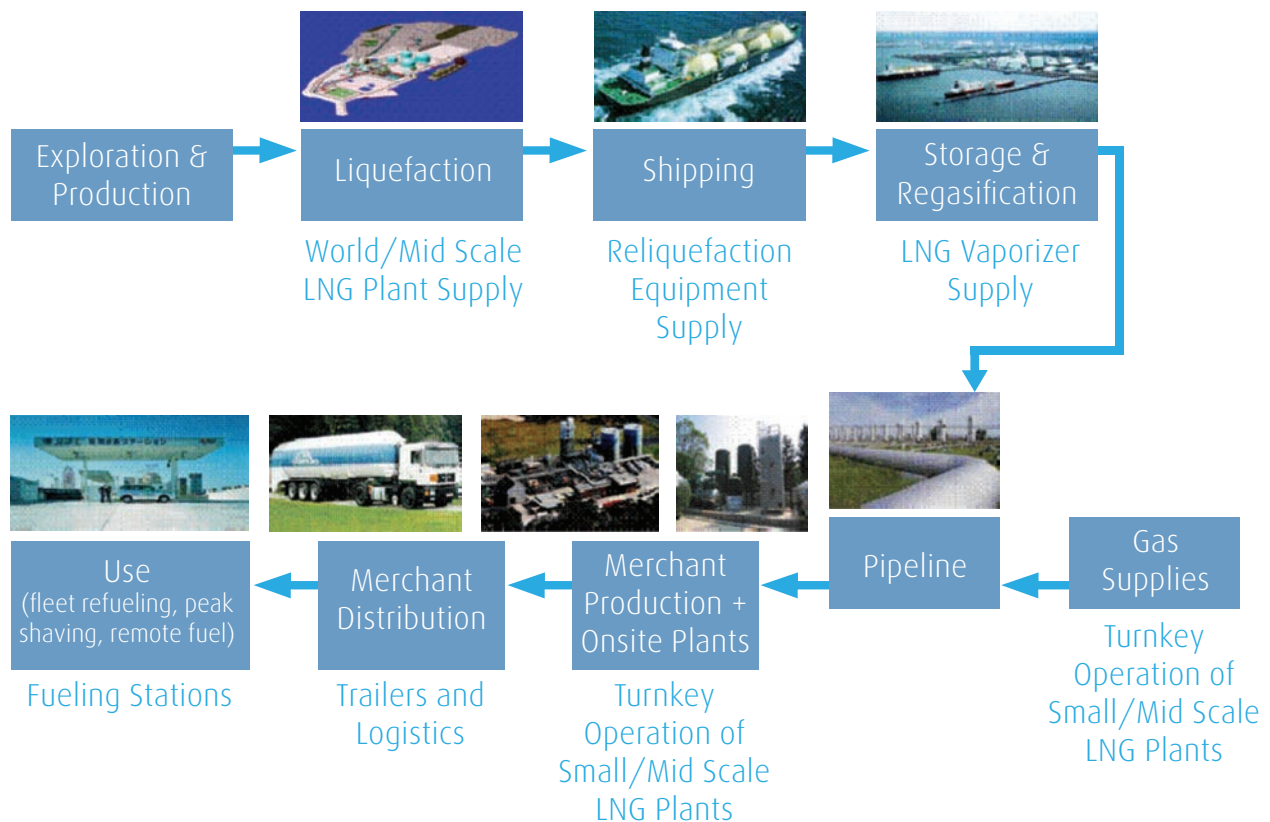 Exploration &
Production
Liquefaction
Shipping
Storage &
Regasification
World/Mid Scale
LNG Plant Supply
Reliquefaction
Equipment
Supply
LNG Vaporizer
Supply
Use
(fleet refueling, peak
shaving, remote fuel)
Merchant
Distribution
Merchant
Production +
Onsite Plants
Pipeline
Gas
Supplies
Fueling Stations
Trailers and
Logistics
Turnkey
Operation of
Small/Mid Scale
LNG Plants
Turnkey
Operation of
Small/Mid Scale
LNG Plants